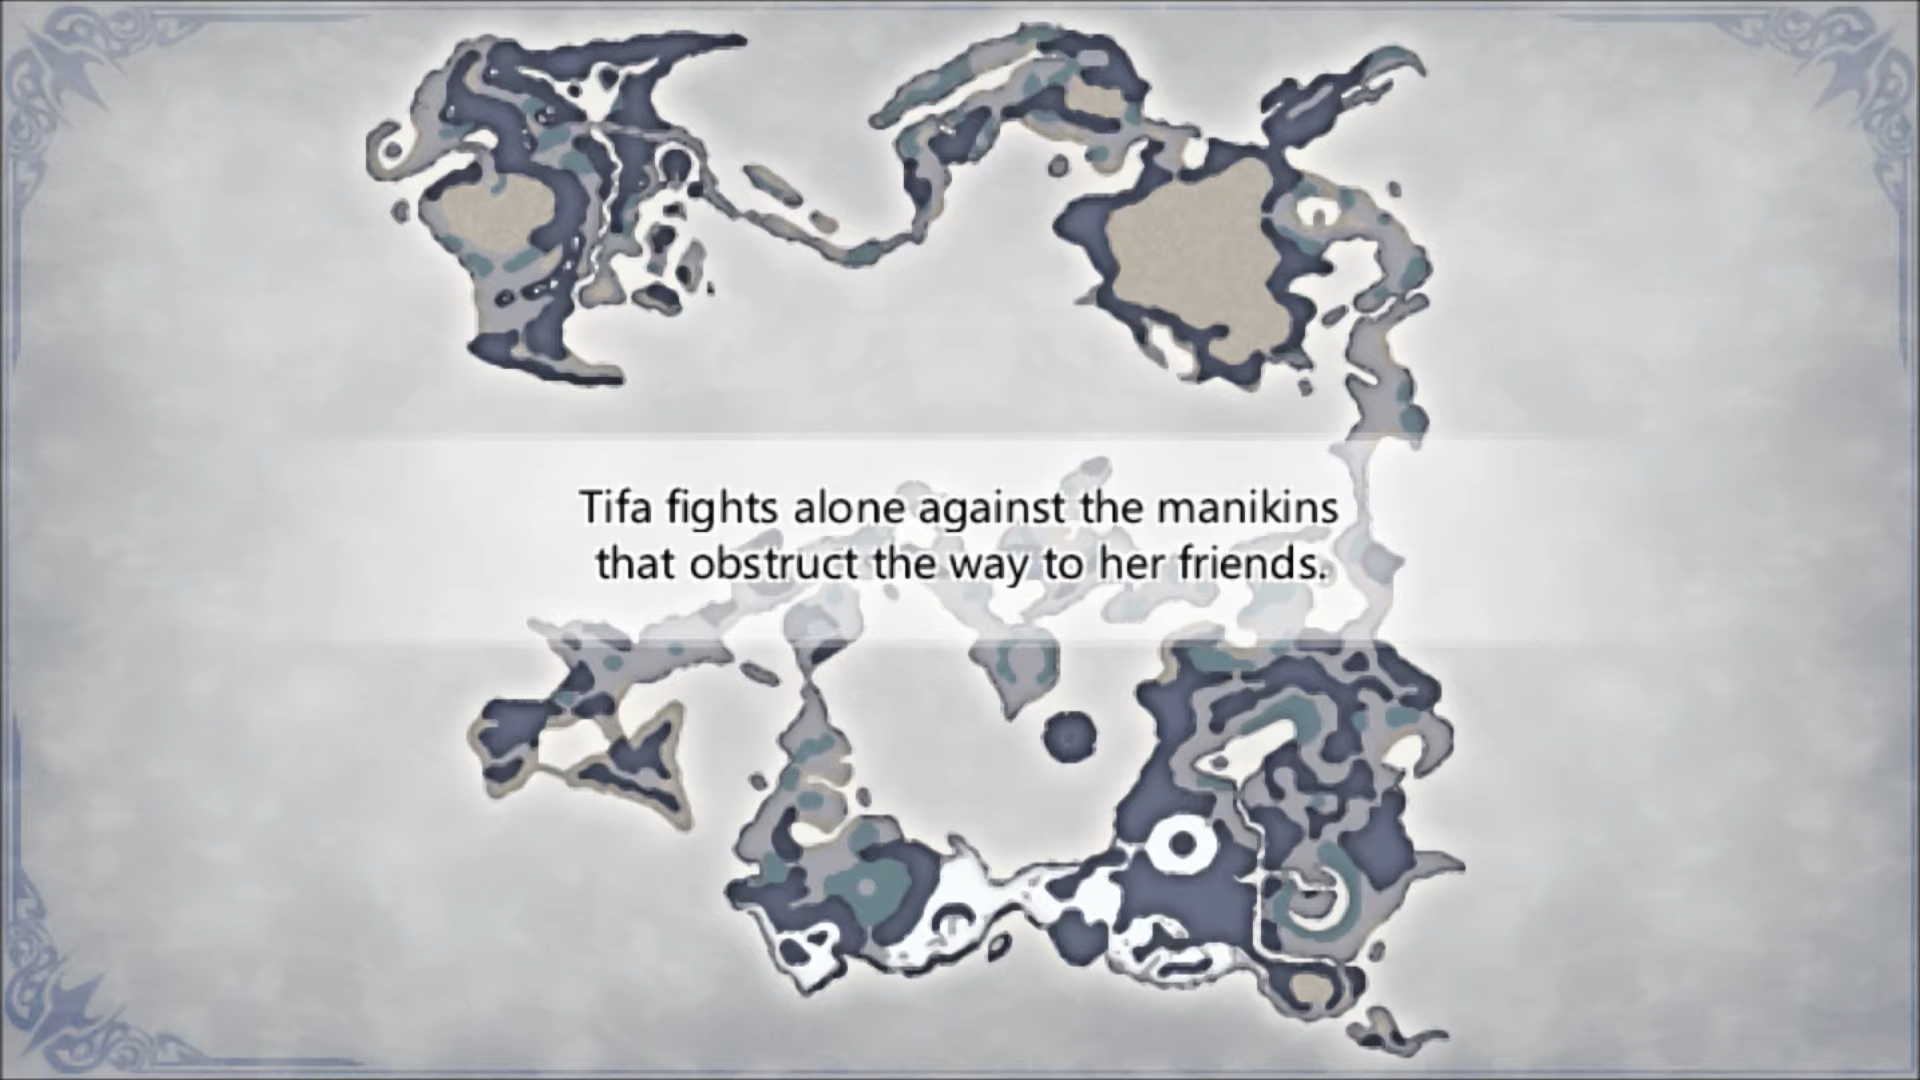 Tifa fights alone against the manikins
that obstruct the way to her friends.